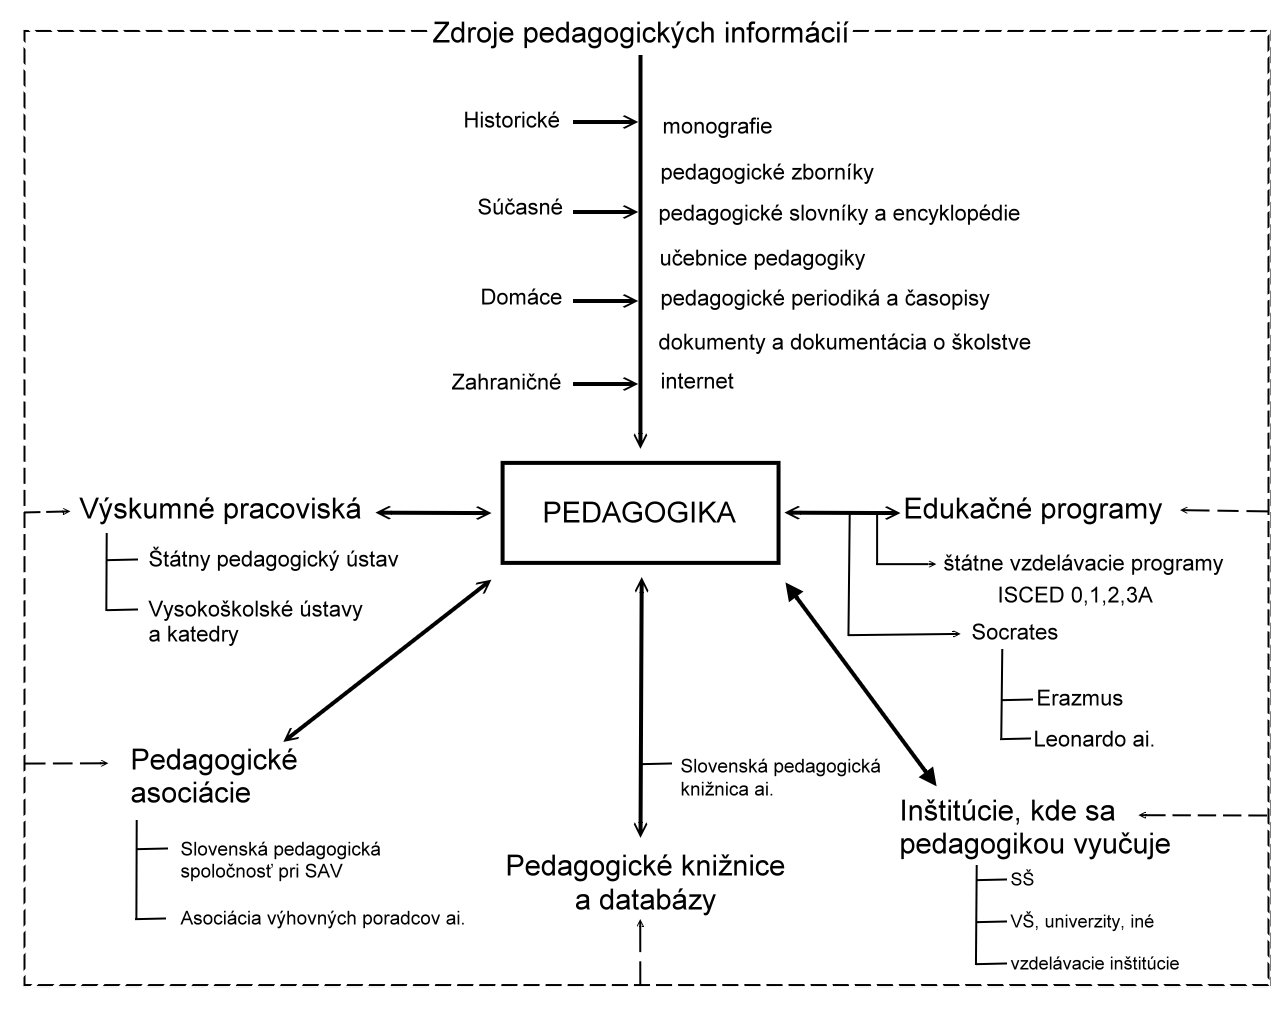 Zdroje pedagogických informácií
Historické
monografie
pedagogické zborníky
Súčasné
pedagogické slovníky a encyklopédie
učebnice pedagogiky
Domáce
pedagogické periodiká a časopisy
dokumenty a dokumentácia o školstve
Zahraničné
internet
Výskumné pracoviská
PEDAGOGIKA
Edukačné programy
Štátny pedagogický ústav
Vysokoškolské ústavy
a katedry
štátne vzdelávacie programy
ISCED 0,1,2,3A
Socrates
Erazmus
Leonardo ai.
Pedagogické
asociácie
Slovenská pedagogická
spoločnosť pri SAV
Asociácia výhovných poradcov ai.
Slovenská pedagogická
knižnica ai.
Pedagogické knižnice
a databázy
Inštitúcie, kde sa
pedagogikou vyučuje
SŠ
VŠ, univerzity, iné
vzdelávacie inštitúcie